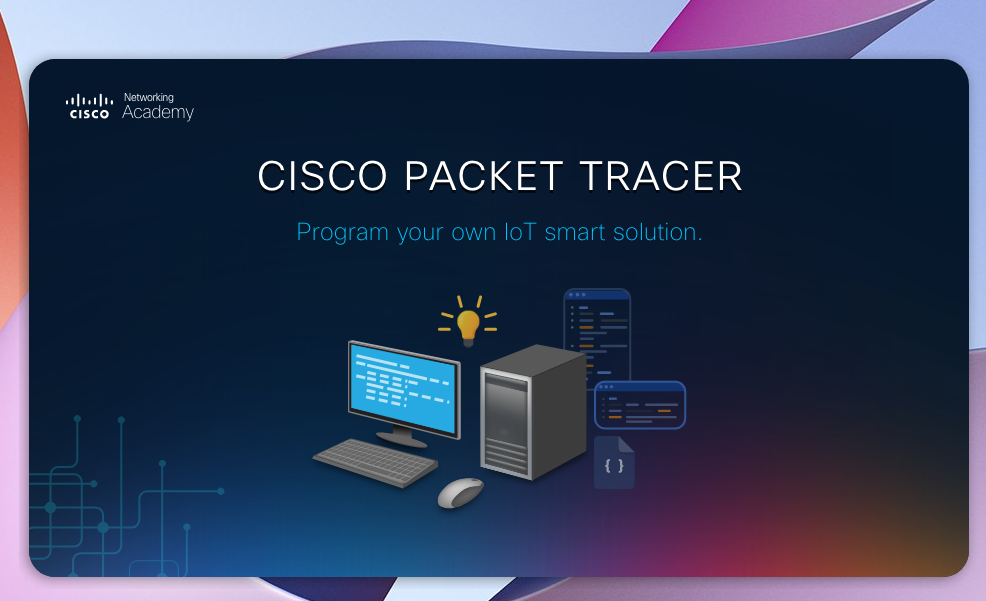 CISCO
Networking
Academy
CISCO PACKET TRACER
Program your own IoT smart solution.
{ }